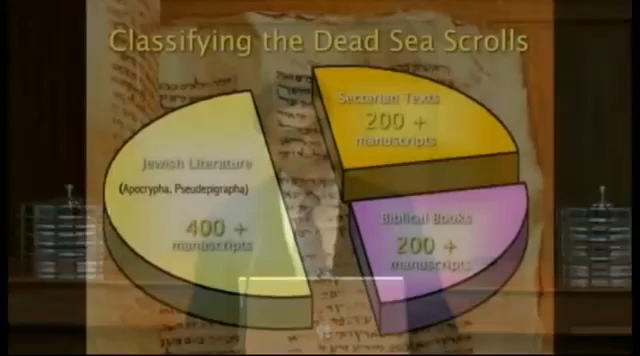 Classifying the Dead Sea Scrolls
Sectarian Texts
200 +
manuscripts
Jewish Literature
(Apocrypha, Pseudepigrapha)
400 +
manuscripts
Biblical Books
200 +
manuscripts